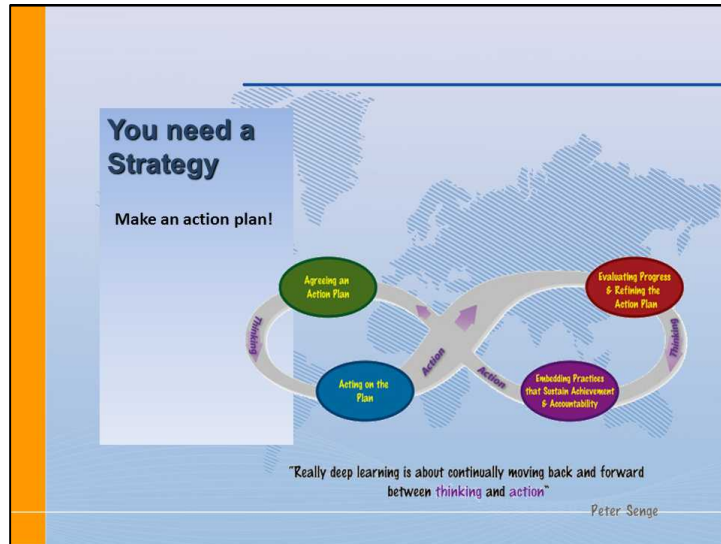 You need a
Strategy
Make an action plan!
Agreeing an
Action Plan
Evaluating Progress
& Refining the
Action Plan
Thinking
Thinking
Action
Action
Acting on the
Plan
Embedding Practices
that Sustain Achievement
& Accountability
"Really deep learning is about continually moving back and forward
between thinking and action"
Peter Senge